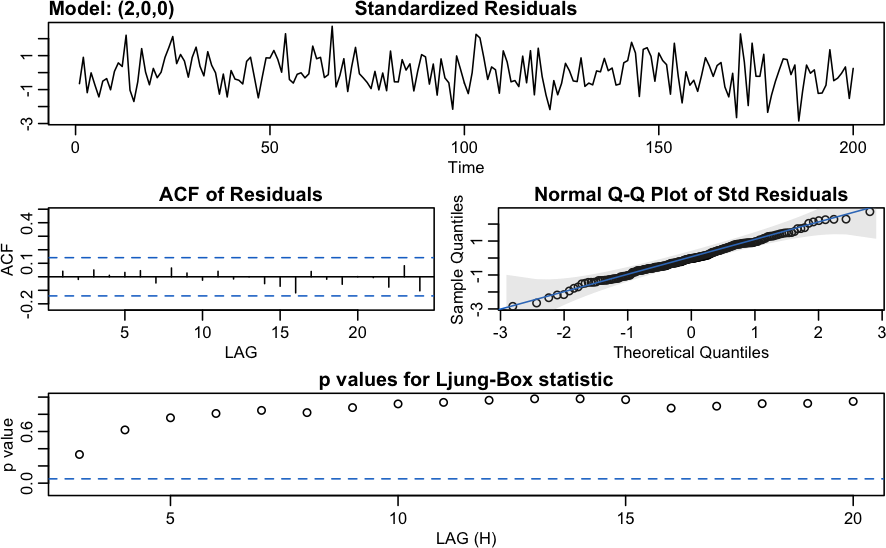 Model: (2,0,0) Standardized Residuals
1
-1
-3
0 50 100 150 200
Time
ACF of Residuals
ACF
0.4
0.1
-0.2
5 10 15 20
LAG
Normal Q-Q Plot of Std Residuals
Sample Quantiles
1
-1
-3
-3 -2 -1 0 1 2 3
Theoretical Quantiles
p values for Ljung-Box statistic
p value
0.6
0.0
5 10 15 20
LAG (H)